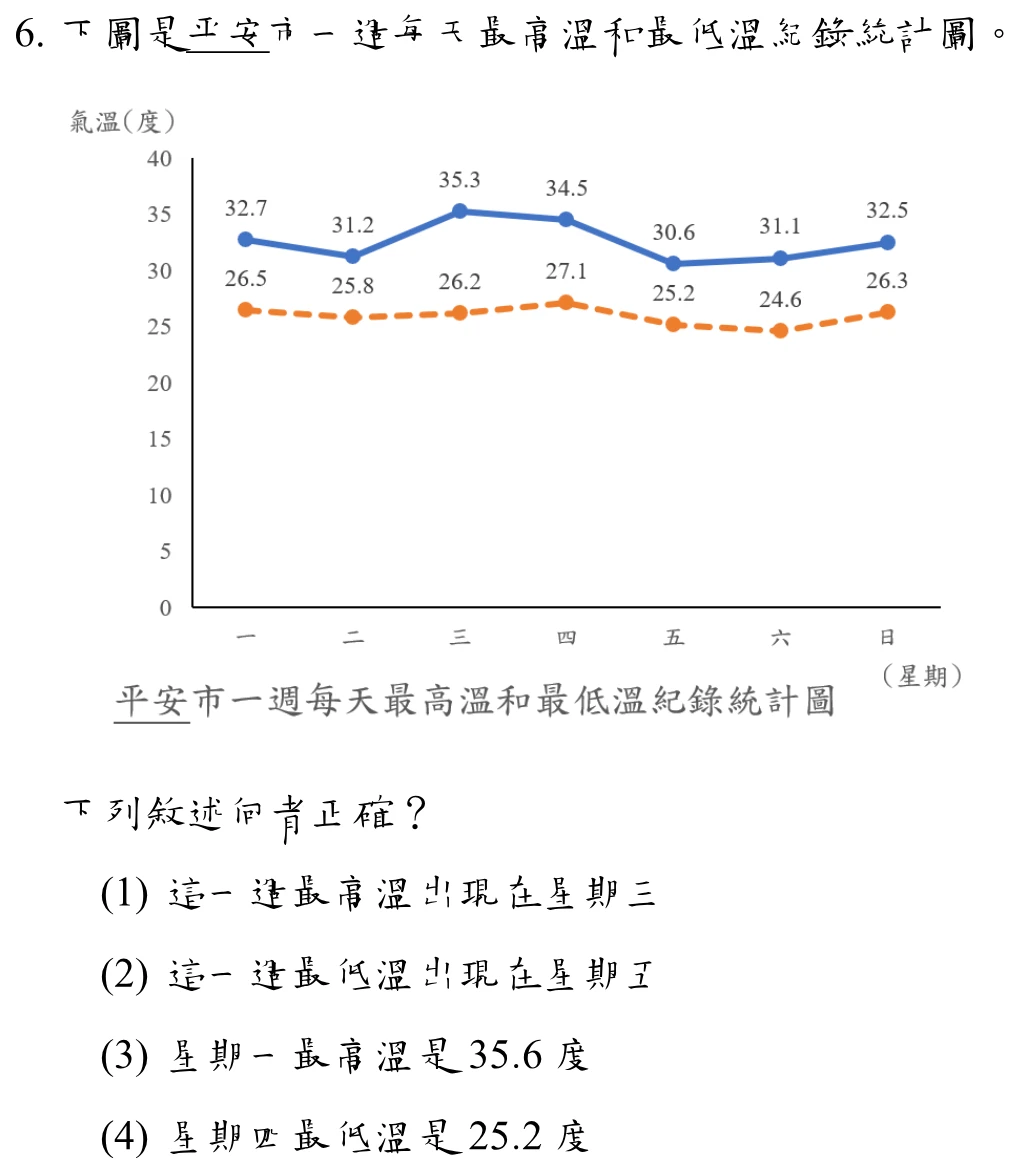 6. 下圖是平安市一週每天最高溫和最低溫紀錄統計圖。
氣溫(度)
40
35
30
25
20
15
10
5
0
32.7 31.2 35.3 34.5 30.6 31.1 32.5
26.5 25.8 26.2 27.1 25.2 24.6 26.3
一 二 三 四 五 六 日
(星期)
平安市一週每天最高溫和最低溫紀錄統計圖
下列敘述何者正確?
(1) 這一週最高溫出現在星期三
(2) 這一週最低溫出現在星期五
(3) 星期一最高溫是 35.6 度
(4) 星期四最低溫是 25.2 度